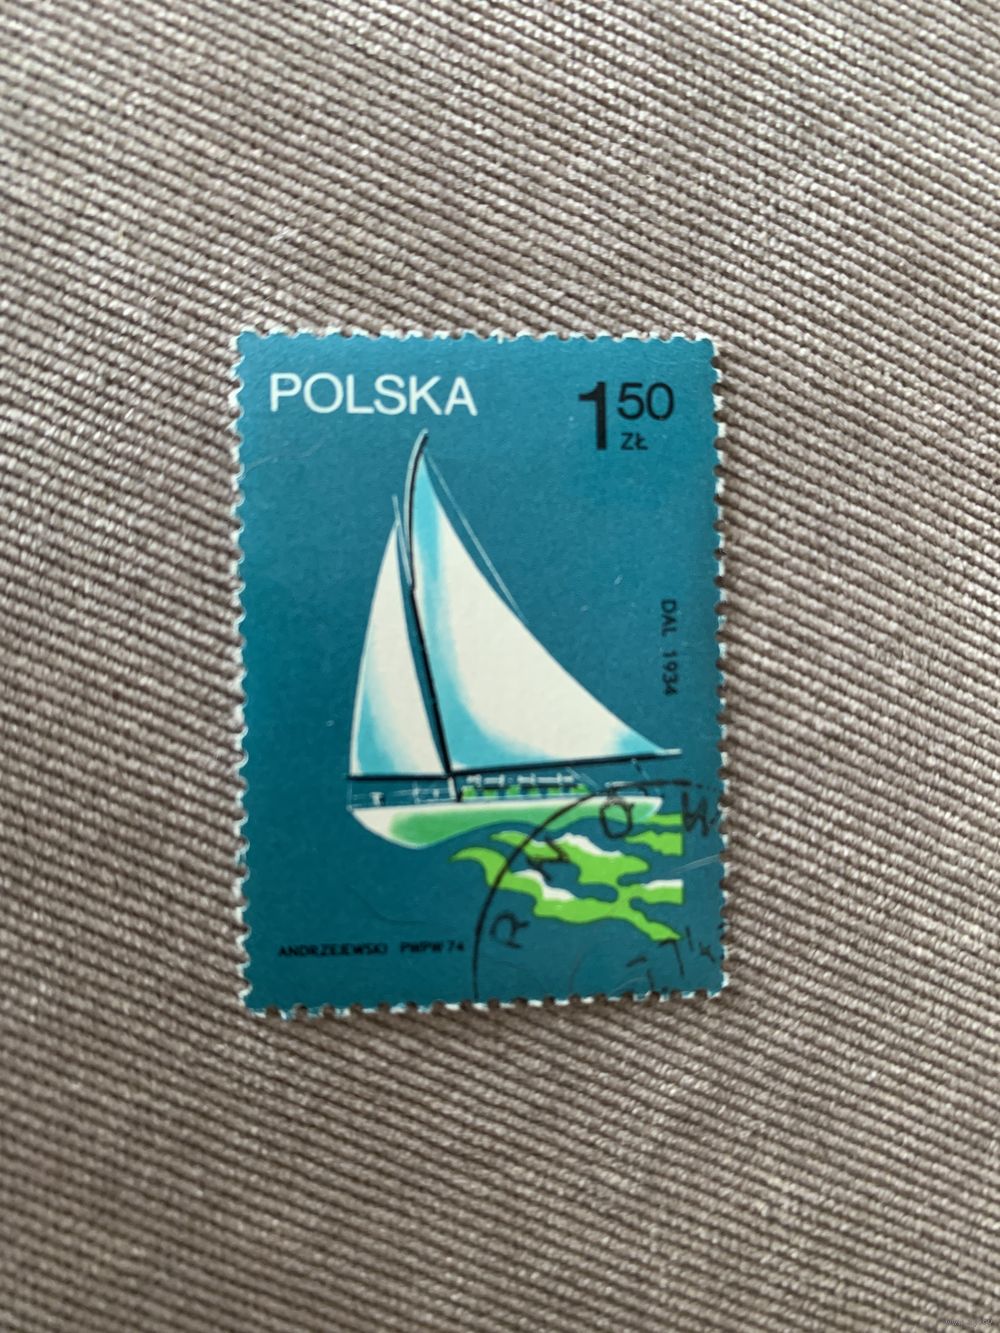 POLSKA
1 50
ZŁ
DAL 1934
ANDRZEJEWSKI PWPW'74